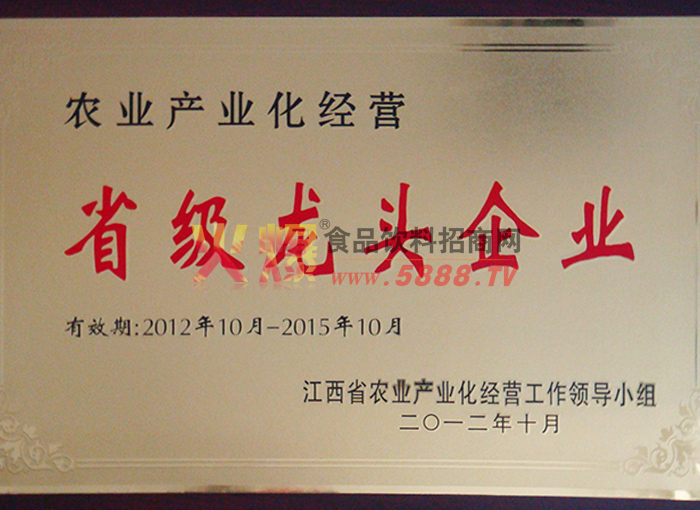 农业产业化经营
省级龙头企业
火爆®食品饮料招商网
www.5888.TV
有效期:2012年10月-2015年10月
江西省农业产业化经营工作领导小组
二〇一二年十月